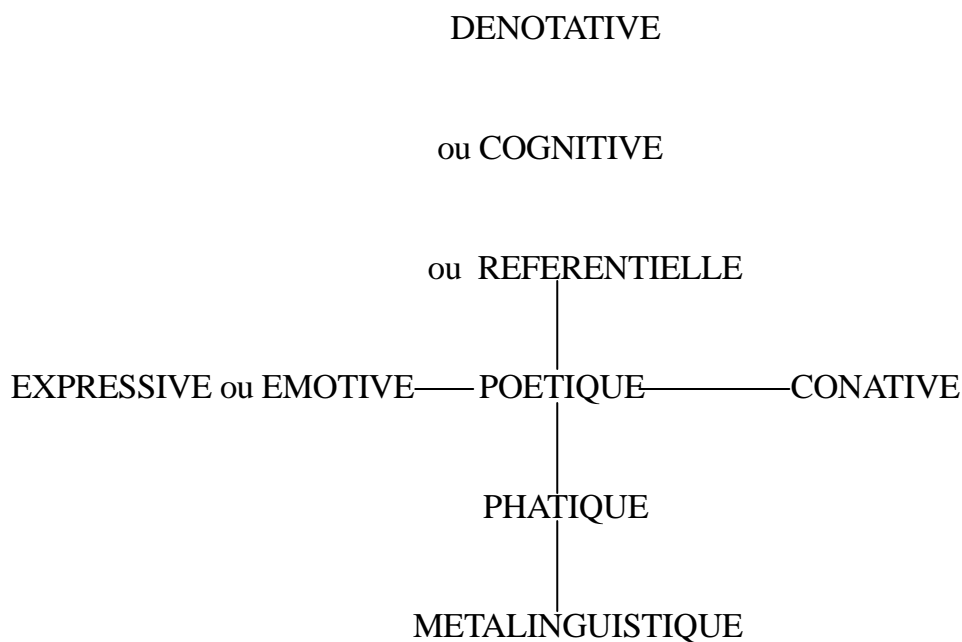 DENOTATIVE
ou COGNITIVE
ou REFERENTIELLE
EXPRESSIVE ou EMOTIVE POETIQUE CONATIVE
PHATIQUE
METALINGUISTIQUE